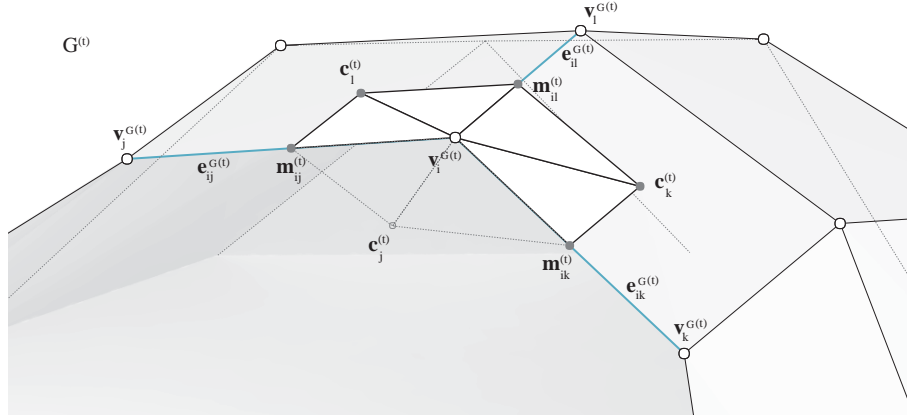 v_l^G(t)
G^(t)
e_il^G(t)
c_l^(t)
m_il^(t)
v_j^G(t)
e_ij^G(t)
m_ij^(t)
v_i^G(t)
c_k^(t)
c_j^(t)
m_ik^(t)
e_ik^G(t)
v_k^G(t)